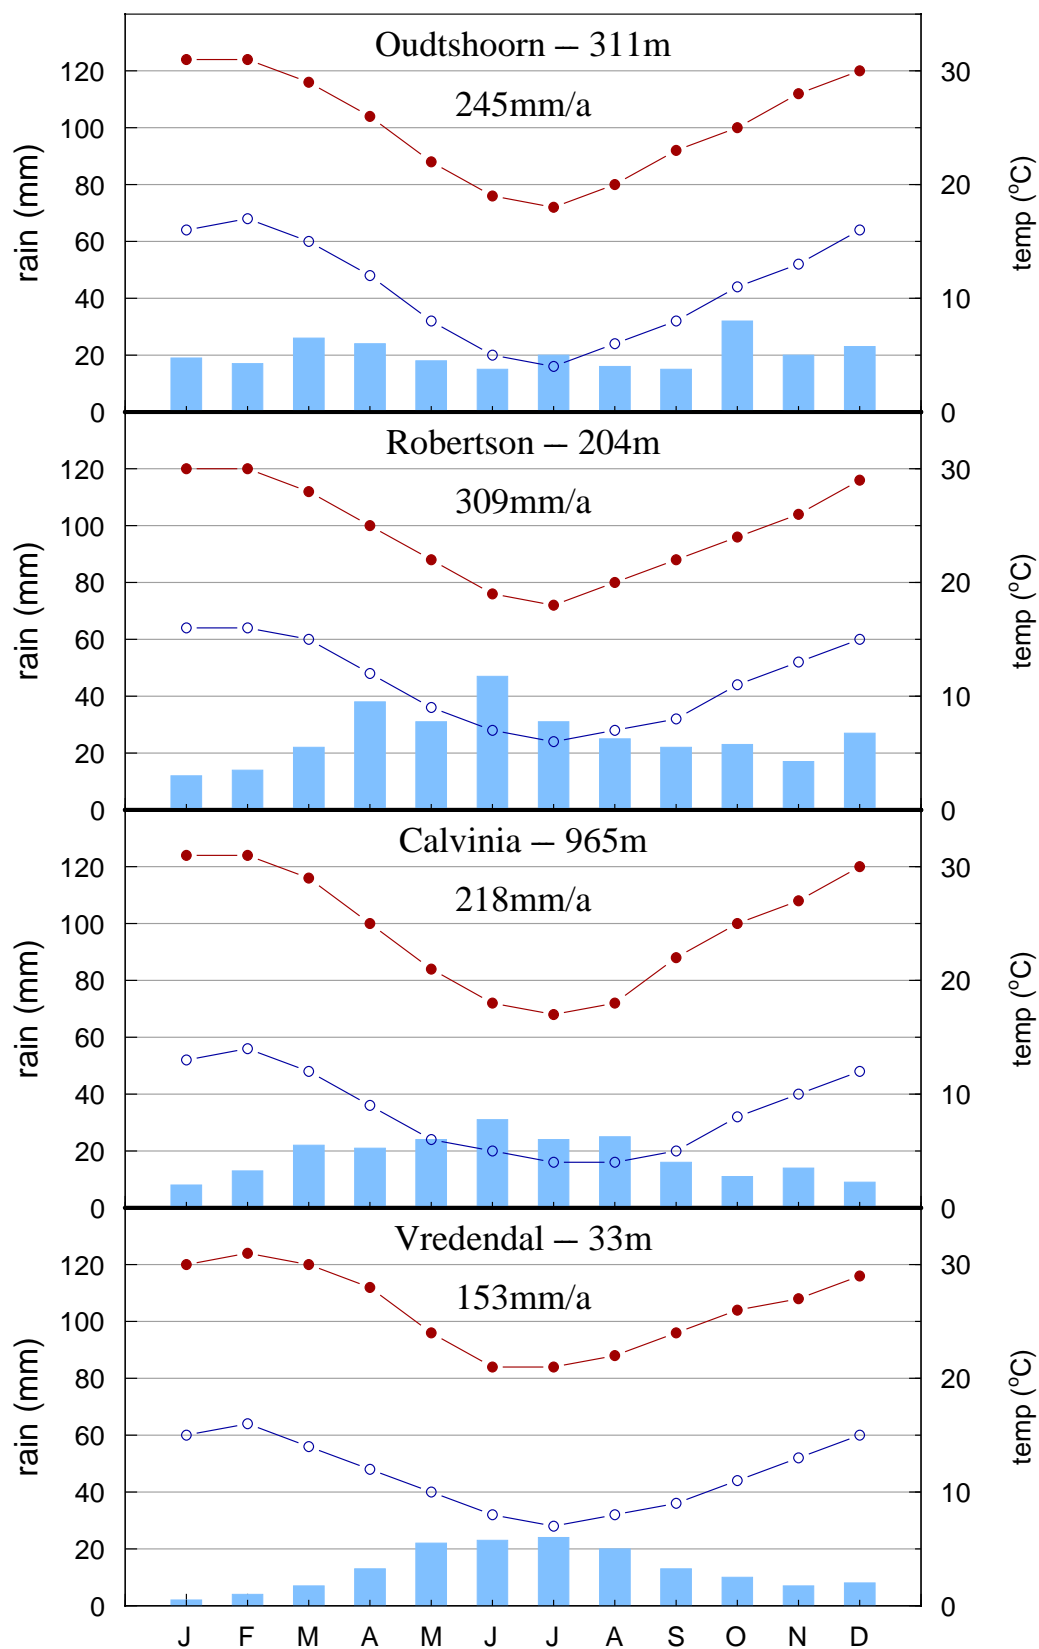 Oudtshoorn – 311m
245mm/a
rain (mm)
temp (°C)
120
100
80
60
40
20
0
30
20
10
0
Robertson – 204m
309mm/a
rain (mm)
temp (°C)
120
100
80
60
40
20
0
30
20
10
0
Calvinia – 965m
218mm/a
rain (mm)
temp (°C)
120
100
80
60
40
20
0
30
20
10
0
Vredendal – 33m
153mm/a
rain (mm)
temp (°C)
120
100
80
60
40
20
0
30
20
10
0
J F M A M J J A S O N D